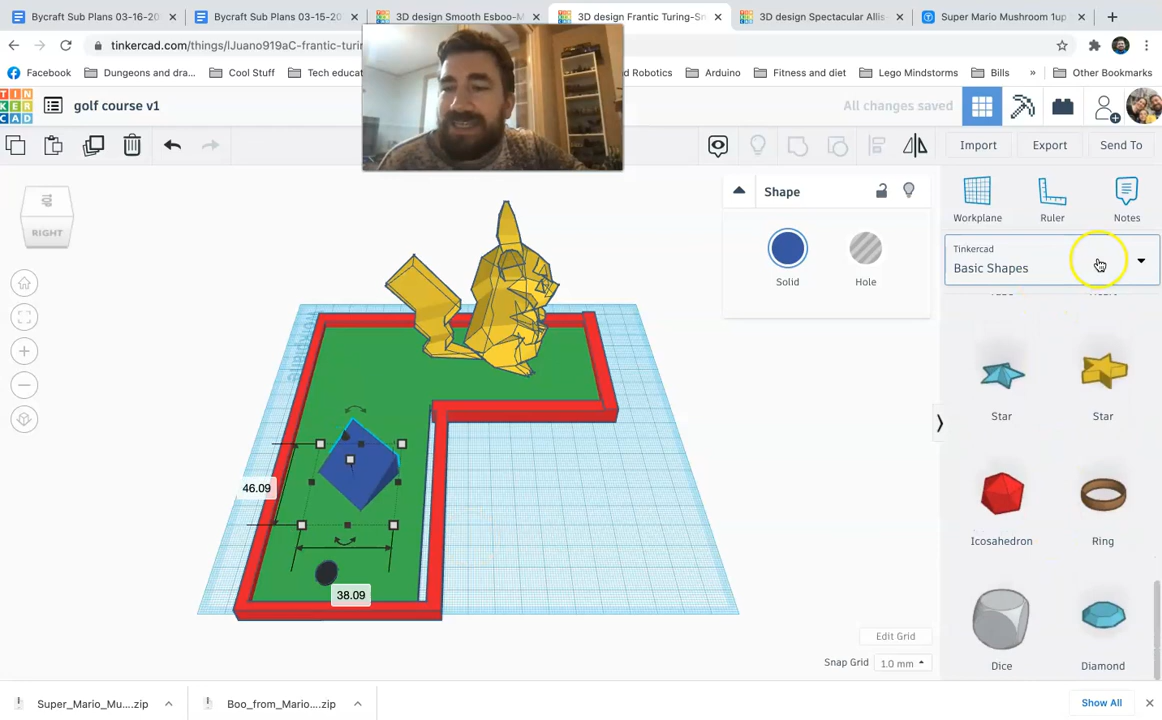 Bycraft Sub Plans 03-16-20
Bycraft Sub Plans 03-15-20
3D design Smooth Esboo-M
3D design Frantic Turing-Sn
3D design Spectacular Allis
Super Mario Mushroom 1up
tinkercad.com/things/lJuano919aC-frantic-turin
Facebook
Dungeons and dra...
Cool Stuff
Tech educat
d Robotics
Arduino
Fitness and diet
Lego Mindstorms
Bills
»
Other Bookmarks
TIN
KER
CAD
golf course v1
All changes saved
Import
Export
Send To
RIGHT
Shape
Solid
Hole
Workplane
Ruler
Notes
Tinkercad
Basic Shapes
Star
Star
Icosahedron
Ring
Dice
Diamond
46.09
38.09
Edit Grid
Snap Grid
1.0 mm
Super_Mario_Mu....zip
Boo_from_Mario....zip
Show All